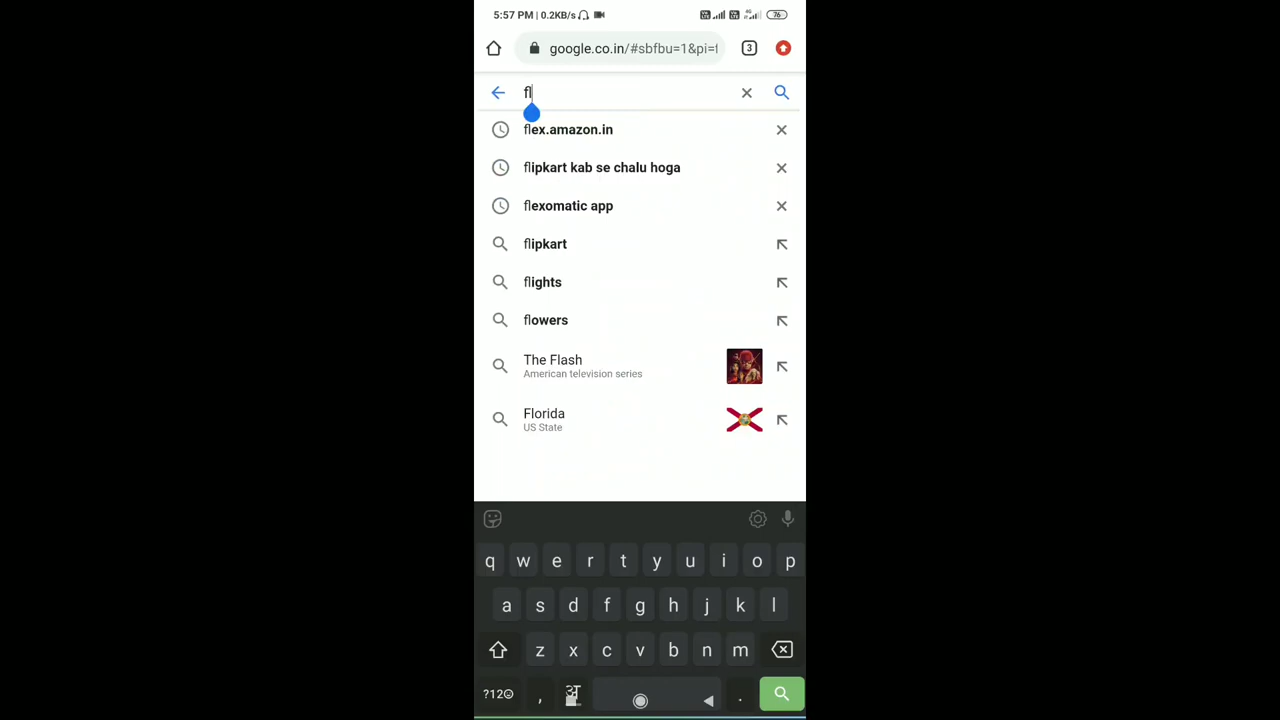 5:57 PM | 0.2KB/s 76
google.co.in/#sbfbu=1&pi=f 3
fl
flex.amazon.in
flipkart kab se chalu hoga
flexomatic app
flipkart
flights
flowers
The Flash
American television series
Florida
US State
q w e r t y u i o p
a s d f g h j k l
z x c v b n m
?12 , अ .